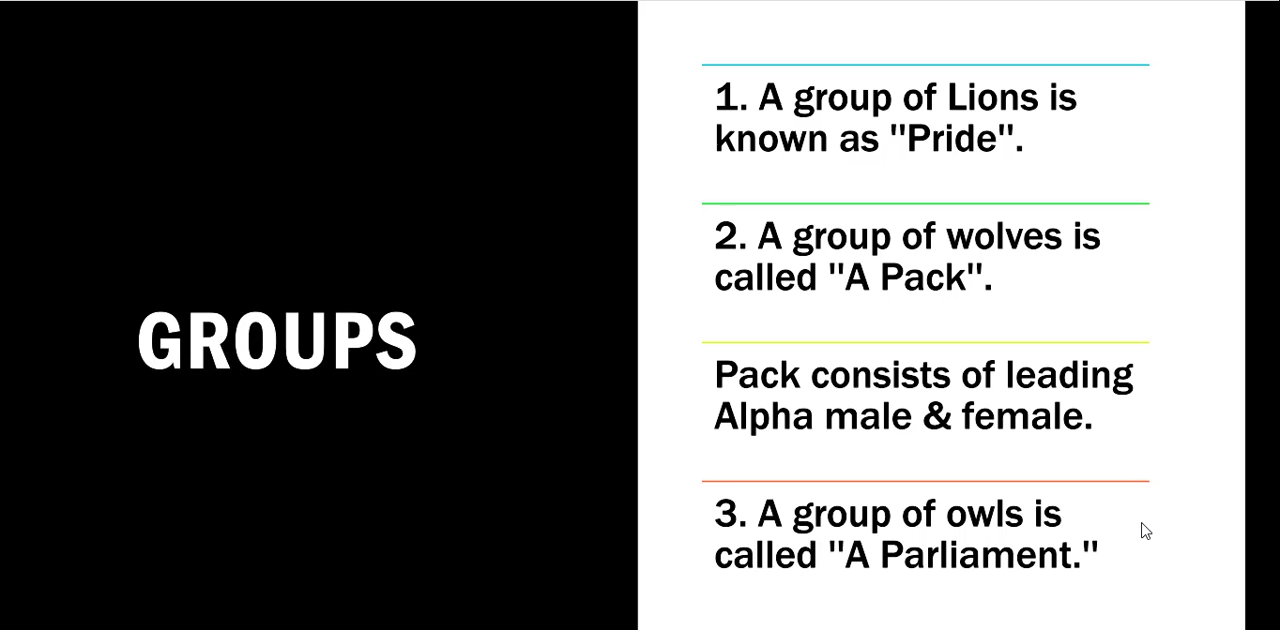 GROUPS
1. A group of Lions is
known as "Pride".
2. A group of wolves is
called "A Pack".
Pack consists of leading
Alpha male & female.
3. A group of owls is
called "A Parliament."